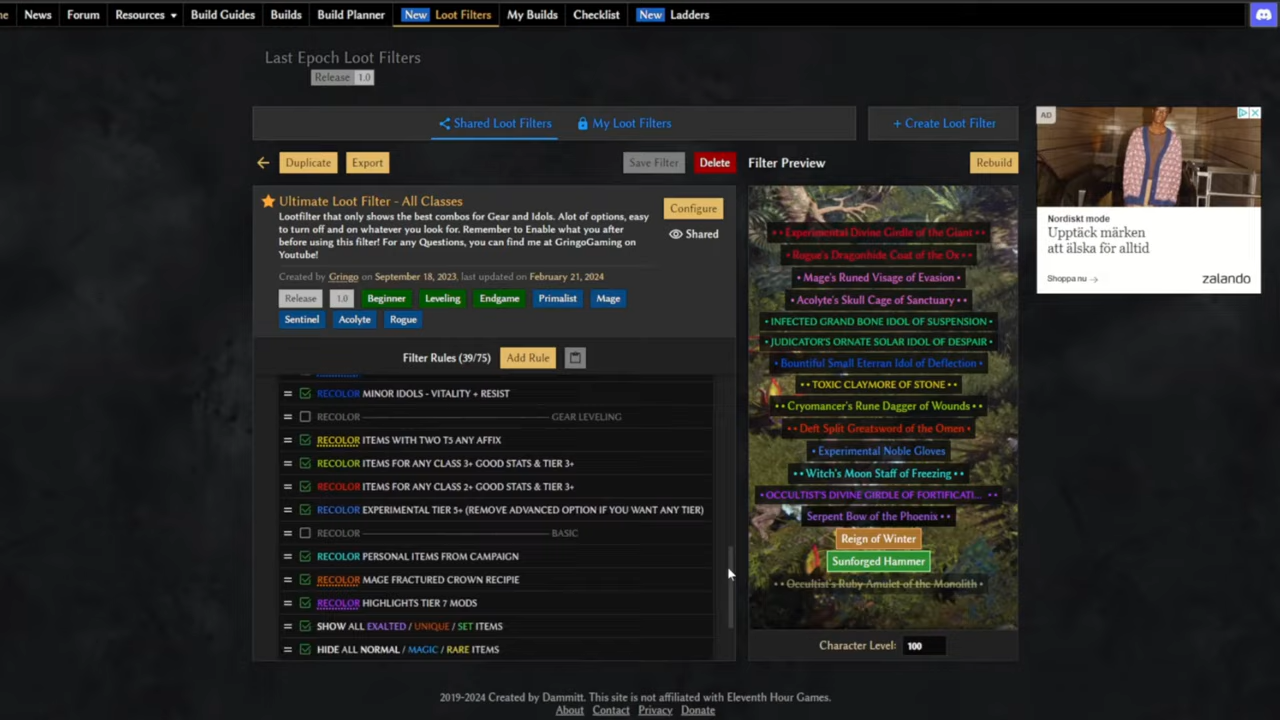 News Forum Resources Build Guides Builds Build Planner New Loot Filters My Builds Checklist New Ladders
Last Epoch Loot Filters
Release 1.0
Shared Loot Filters My Loot Filters + Create Loot Filter
Duplicate Export Save Filter Delete Filter Preview Rebuild
Ultimate Loot Filter - All Classes
Configure
Lootfilter that only shows the best combos for Gear and Idols. Alot of options, easy
to turn off and on whatever you look for. Remember to Enable what you after
before using this filter! For any Questions, you can find me at GringoGaming on
Youtube!
Shared
Created by Gringo on September 18, 2023, last updated on February 21, 2024
Release 1.0 Beginner Leveling Endgame Primalist Mage
Sentinel Acolyte Rogue
Filter Rules (39/75) Add Rule
RECOLOR MINOR IDOLS - VITALITY + RESIST
RECOLOR GEAR LEVELING
RECOLOR ITEMS WITH TWO T5 ANY AFFIX
RECOLOR ITEMS FOR ANY CLASS 3+ GOOD STATS & TIER 3+
RECOLOR ITEMS FOR ANY CLASS 2+ GOOD STATS & TIER 3+
RECOLOR EXPERIMENTAL TIER 5+ (REMOVE ADVANCED OPTION IF YOU WANT ANY TIER)
RECOLOR BASIC
RECOLOR PERSONAL ITEMS FROM CAMPAIGN
RECOLOR MAGE FRACTURED CROWN RECIPIE
RECOLOR HIGHLIGHTS TIER 7 MODS
SHOW ALL EXALTED / UNIQUE / SET ITEMS
HIDE ALL NORMAL / MAGIC / RARE ITEMS
•• Experimental Divine Girdle of the Giant ••
•• Rogue's Dragonhide Coat of the Ox ••
• Mage's Runed Visage of Evasion •
• Acolyte's Skull Cage of Sanctuary ••
• INFECTED GRAND BONE IDOL OF SUSPENSION •
• JUDICATOR'S ORNATE SOLAR IDOL OF DESPAIR •
• Bountiful Small Eterran Idol of Deflection •
•• TOXIC CLAYMORE OF STONE ••
•• Cryomancer's Rune Dagger of Wounds ••
•• Deft Split Greatsword of the Omen •
• Experimental Noble Gloves
•• Witch's Moon Staff of Freezing ••
• OCCULTIST'S DIVINE GIRDLE OF FORTIFICATI... ••
Serpent Bow of the Phoenix ••
Reign of Winter
Sunforged Hammer
•• Occultist's Ruby Amulet of the Monolith •
Character Level: 100
AD
Nordiskt mode
Upptäck märken
att älska för alltid
Shoppa nu → zalando
2019-2024 Created by Dammitt. This site is not affiliated with Eleventh Hour Games.
About Contact Privacy Donate